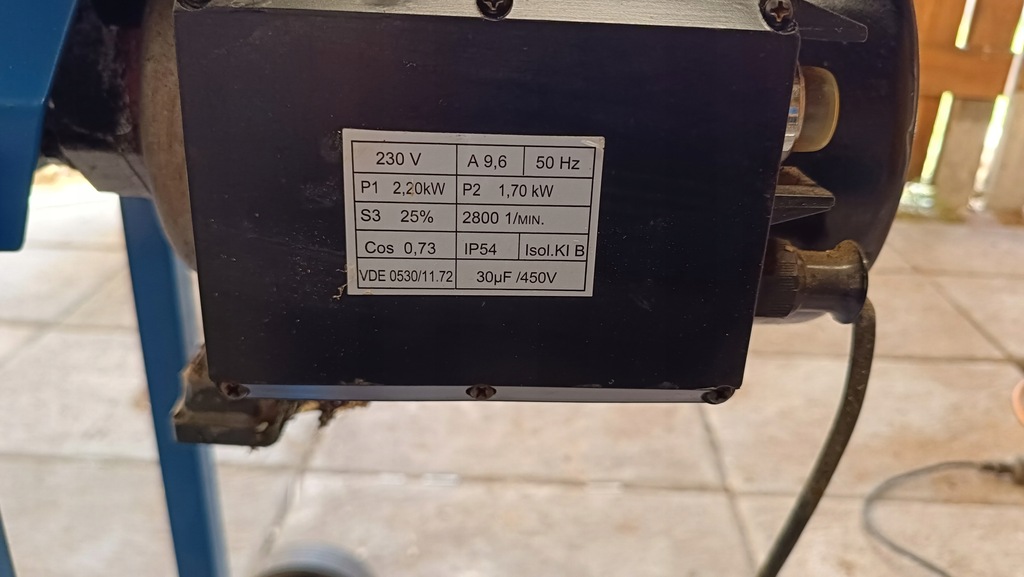 230 V A 9,6 50 Hz
P1 2,20kW P2 1,70 kW
S3 25% 2800 1/MIN.
Cos 0,73 IP54 Isol.KI B
VDE 0530/11.72 30µF /450V